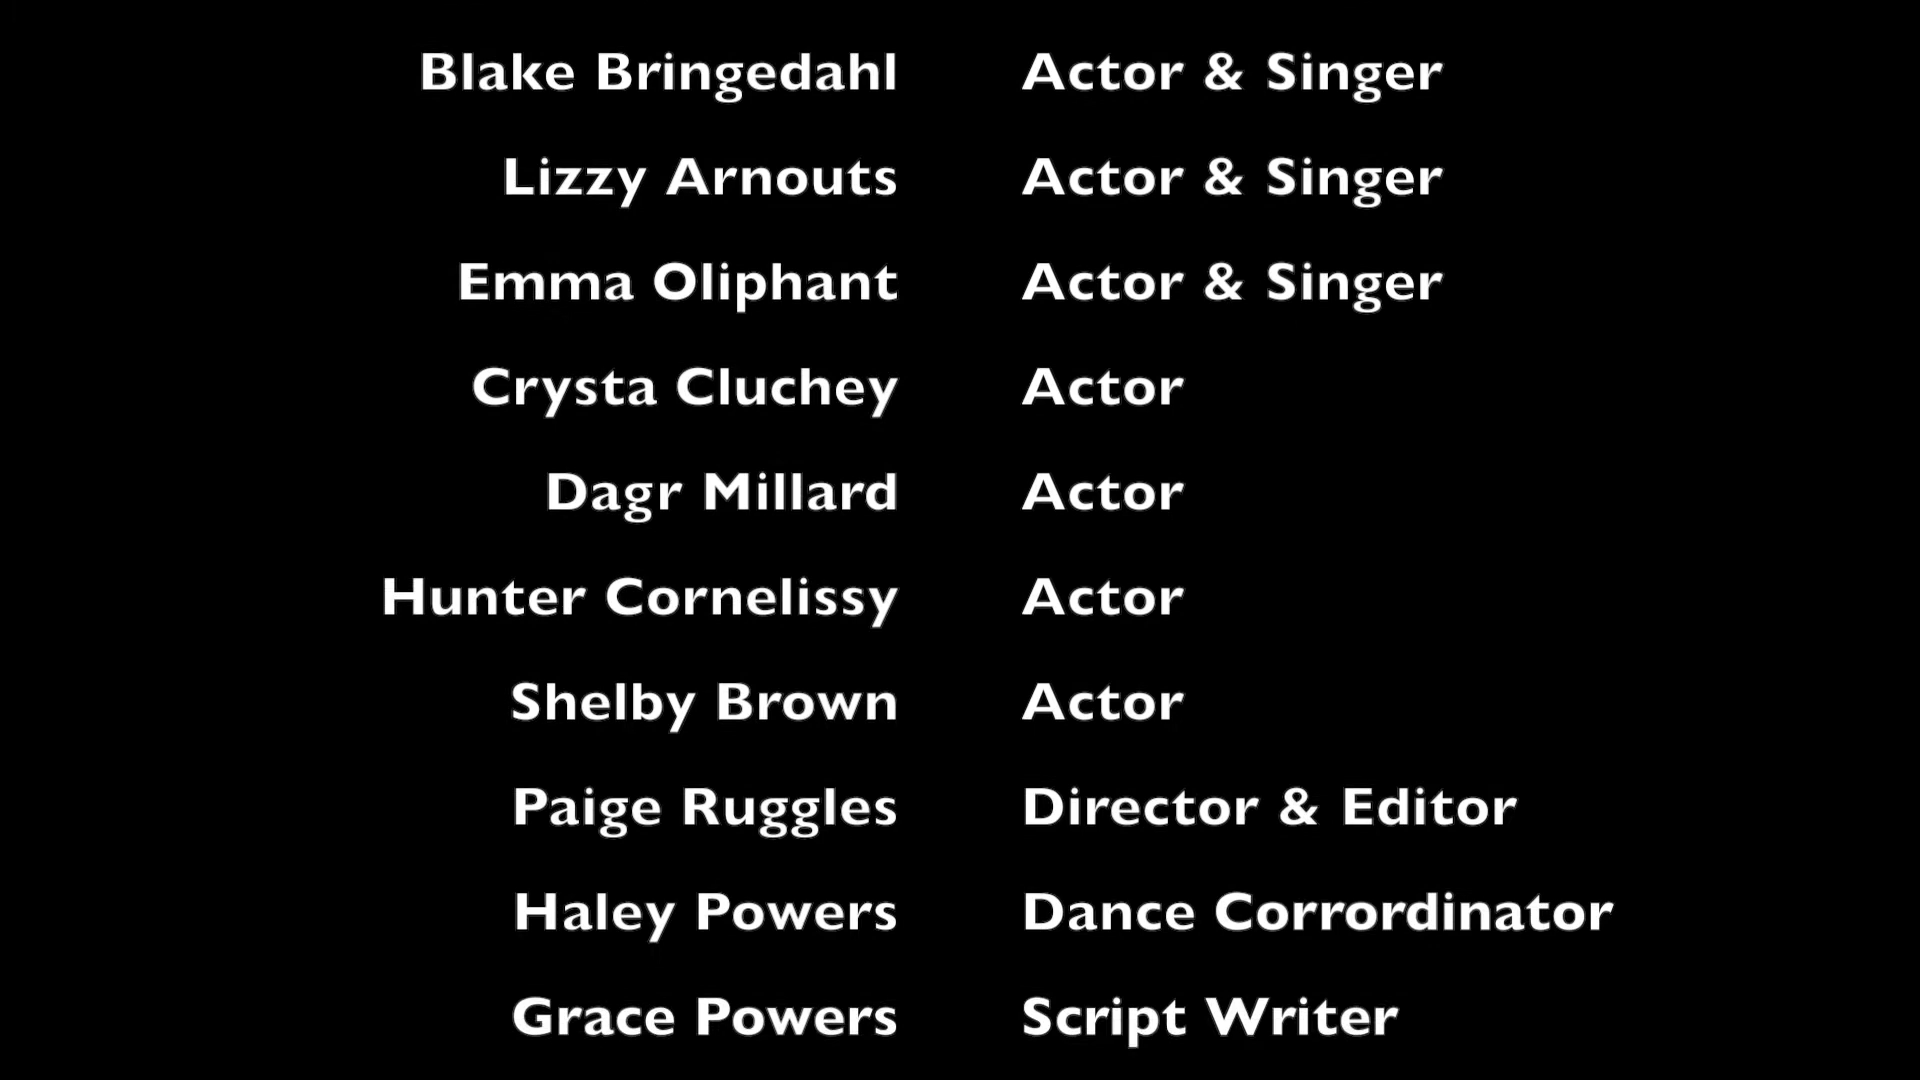 Blake Bringedahl Actor & Singer
Lizzy Arnouts Actor & Singer
Emma Oliphant Actor & Singer
Crysta Cluchey Actor
Dagr Millard Actor
Hunter Cornelissy Actor
Shelby Brown Actor
Paige Ruggles Director & Editor
Haley Powers Dance Corrordinator
Grace Powers Script Writer